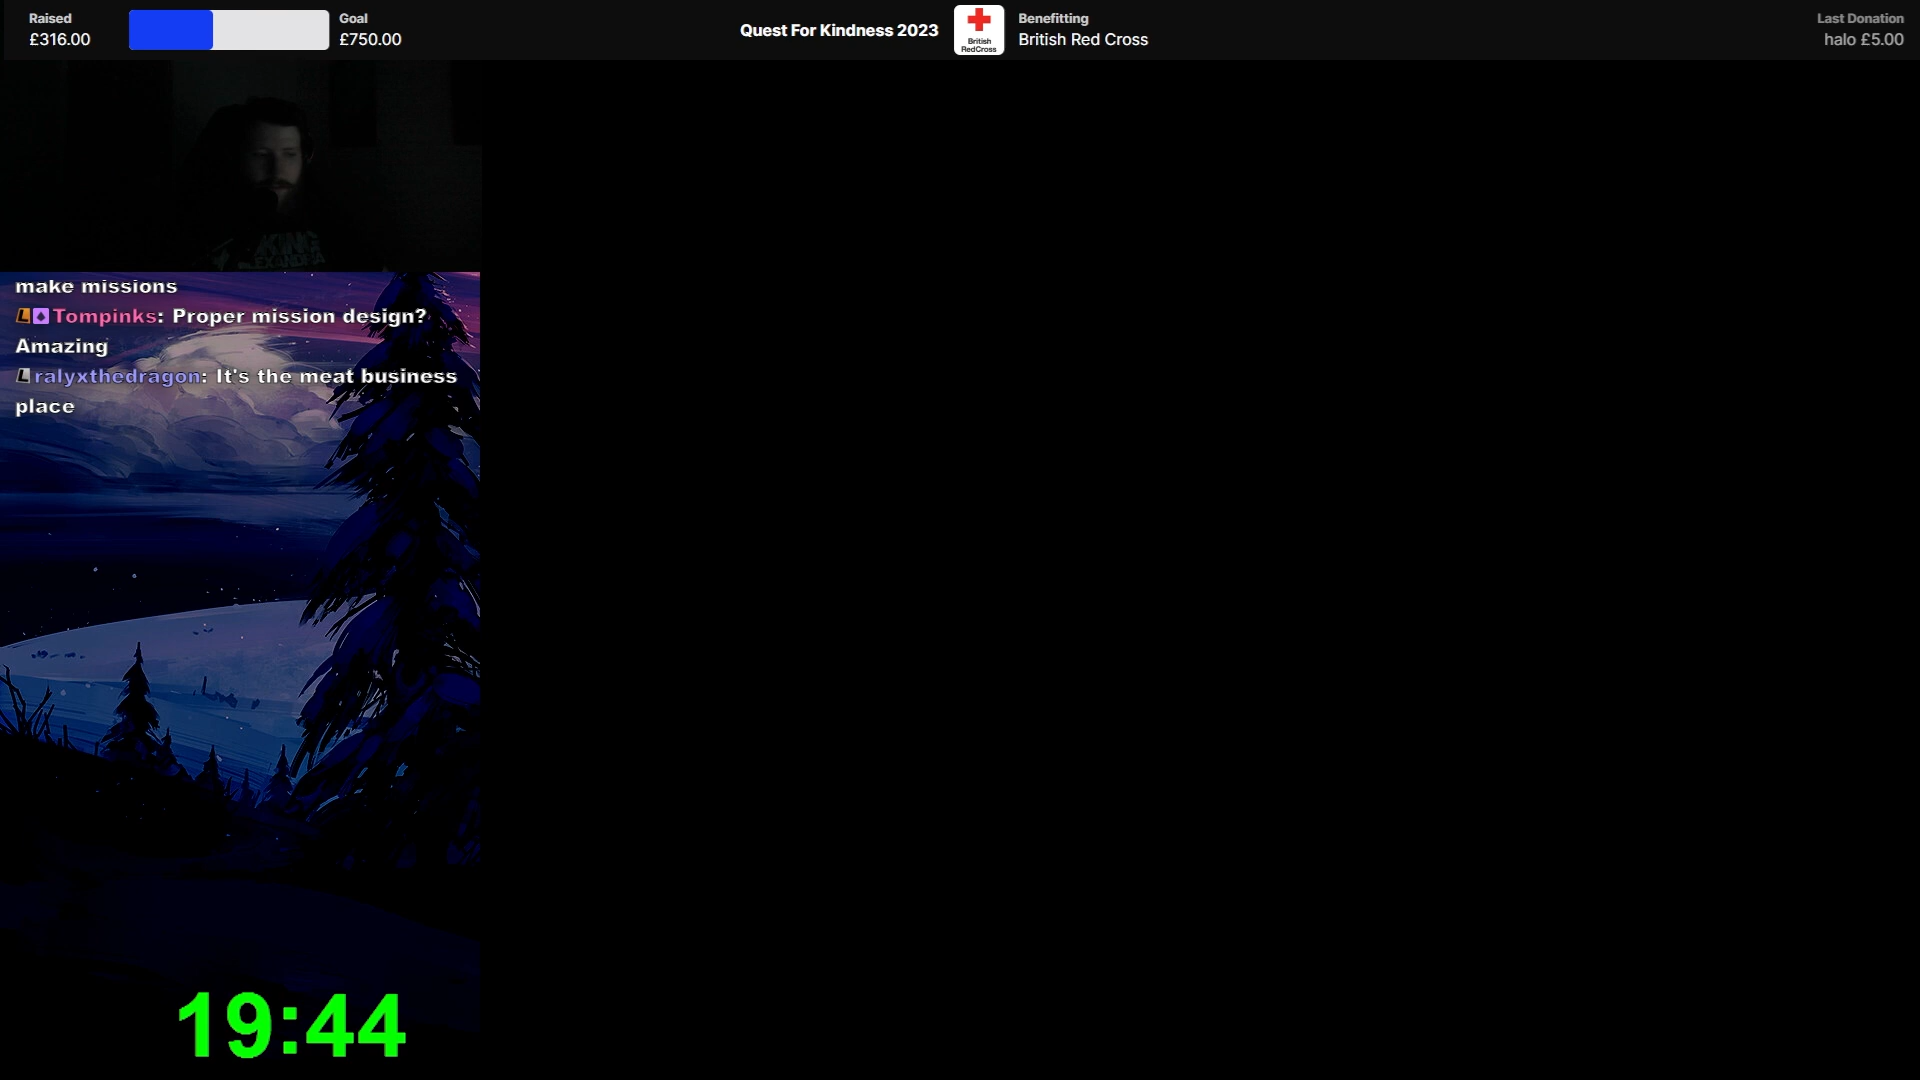 Raised
£316.00
Goal
£750.00
Quest For Kindness 2023
British
RedCross
Benefitting
British Red Cross
Last Donation
halo £5.00
make missions
Tompinks: Proper mission design?
Amazing
ralyxthedragon: It's the meat business
place
19:44